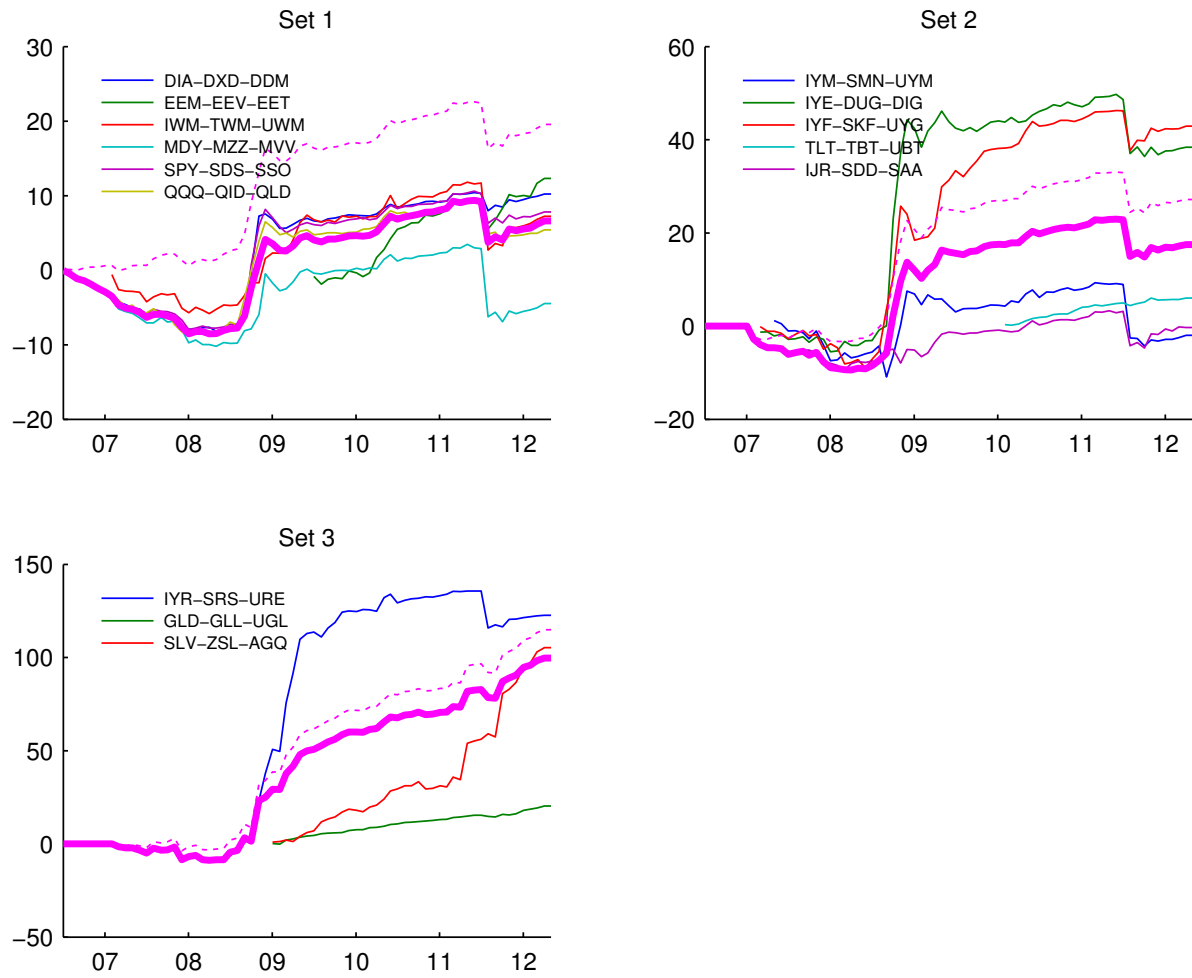 Set 1
30
20
10
0
−10
−20
07 08 09 10 11 12
DIA−DXD−DDM
EEM−EEV−EET
IWM−TWM−UWM
MDY−MZZ−MVV
SPY−SDS−SSO
QQQ−QID−QLD
Set 2
60
40
20
0
−20
07 08 09 10 11 12
IYM−SMN−UYM
IYE−DUG−DIG
IYF−SKF−UYG
TLT−TBT−UBT
IJR−SDD−SAA
Set 3
150
100
50
0
−50
07 08 09 10 11 12
IYR−SRS−URE
GLD−GLL−UGL
SLV−ZSL−AGQ